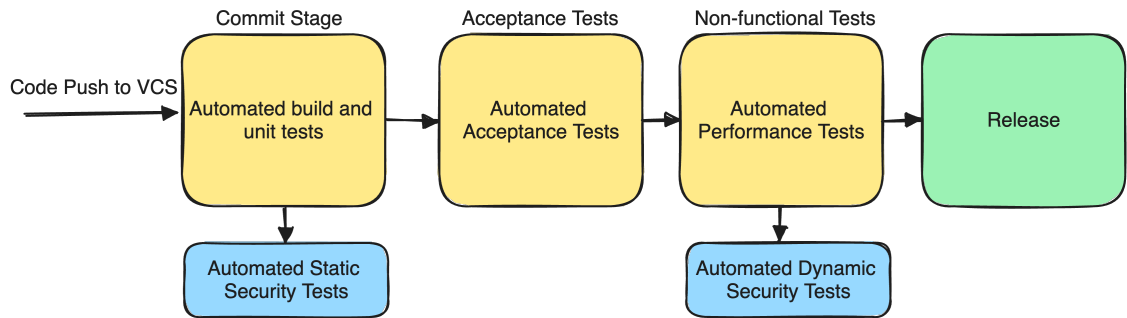 Commit Stage
Acceptance Tests
Non-functional Tests
Code Push to VCS
Automated build and
unit tests
Automated
Acceptance Tests
Automated
Performance Tests
Release
Automated Static
Security Tests
Automated Dynamic
Security Tests